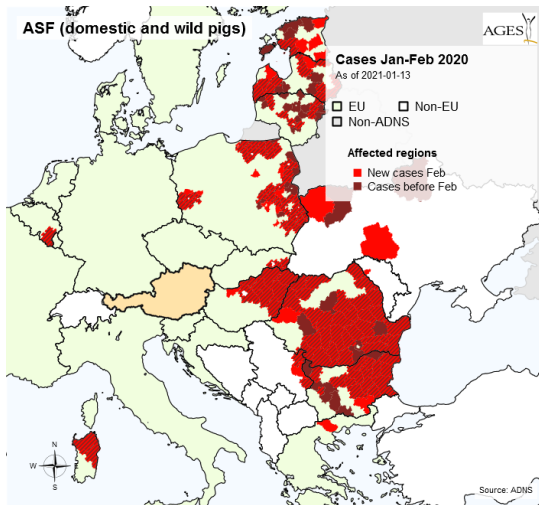 ASF (domestic and wild pigs)
AGES
Cases Jan-Feb 2020
As of 2021-01-13
EU
Non-EU
Non-ADNS
Affected regions
New cases Feb
Cases before Feb
N
W
E
S
Source: ADNS